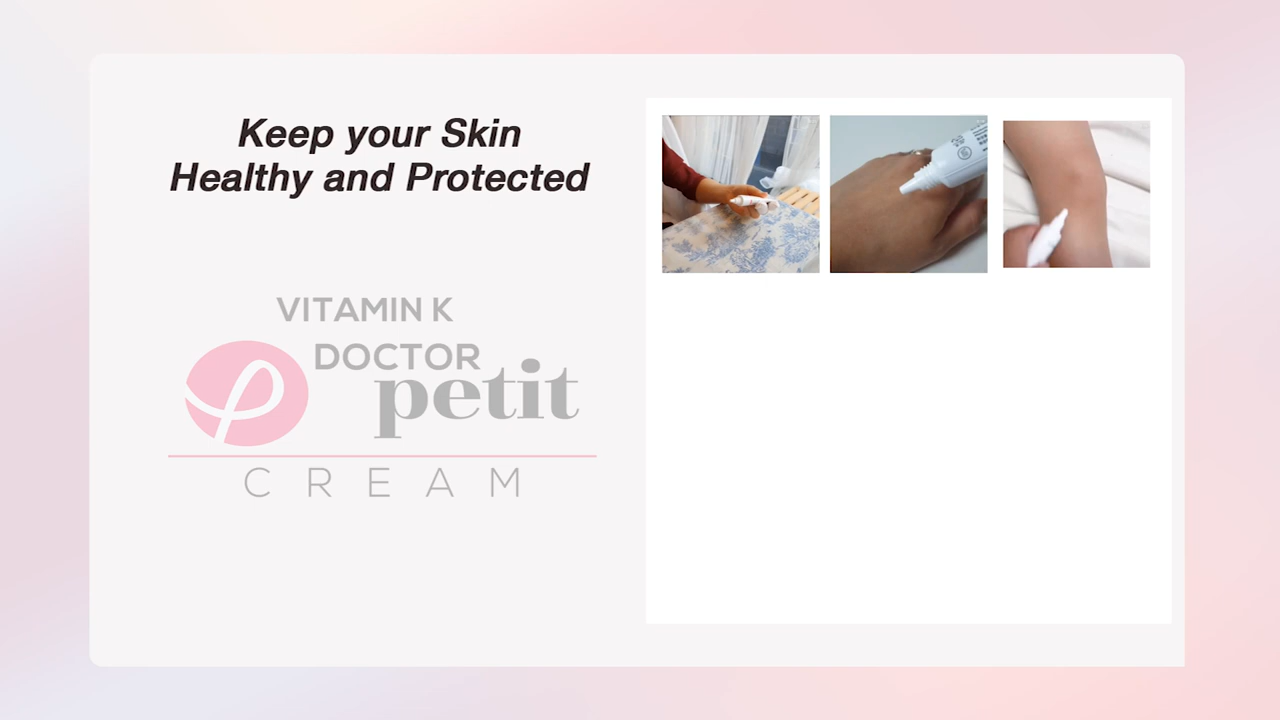 Keep your Skin
Healthy and Protected
VITAMIN K
DOCTOR
petit
CREAM